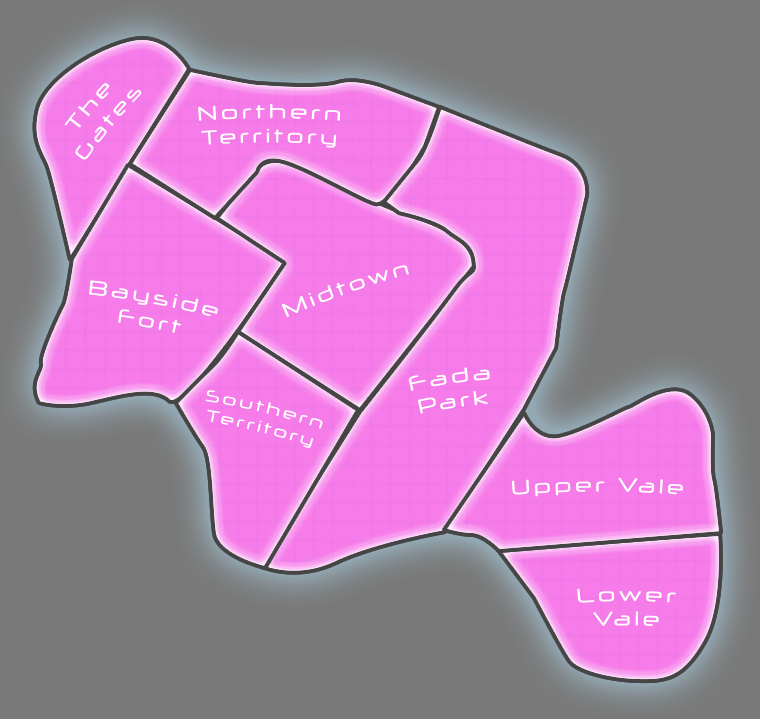 The
Gates
Northern
Territory
Bayside
Fort
Midtown
Southern
Territory
Fada
Park
Upper Vale
Lower
Vale